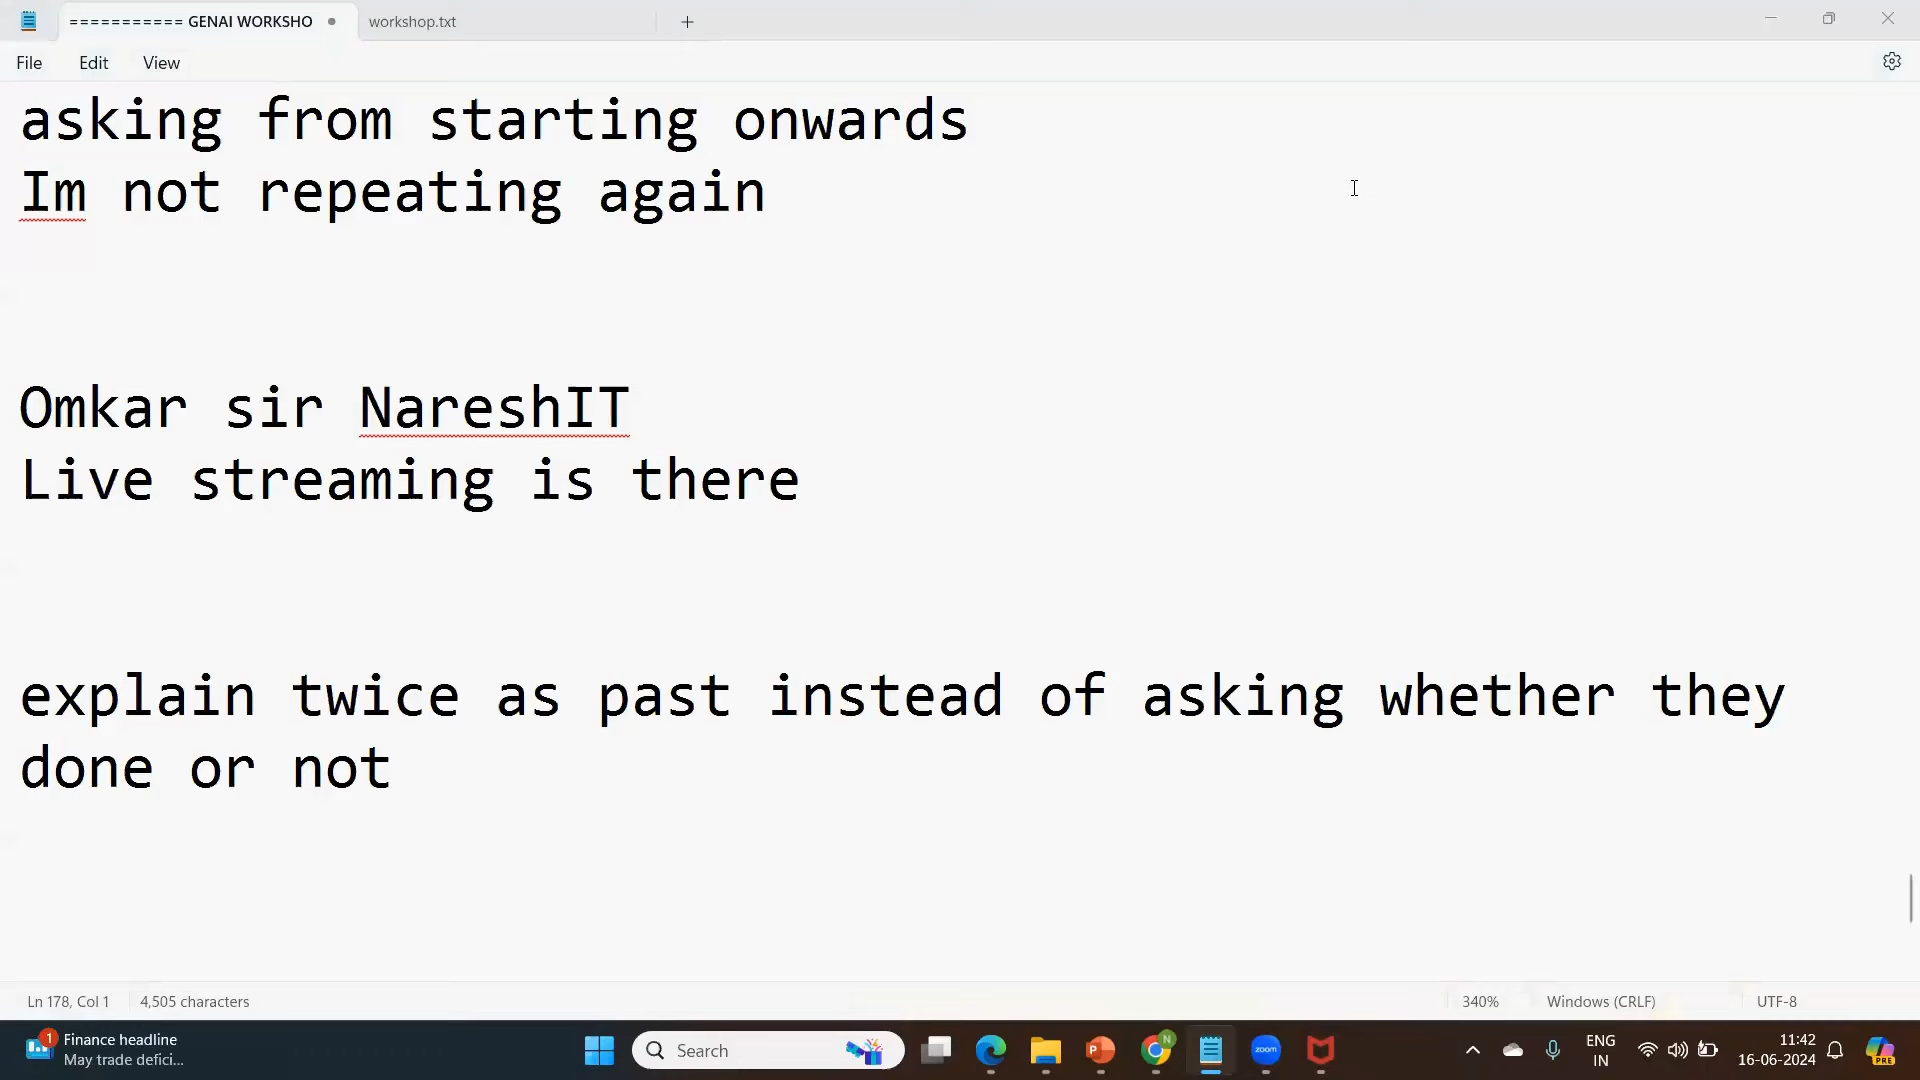 =========== GENAI WORKSHO
workshop.txt
File Edit View
asking from starting onwards
Im not repeating again
Omkar sir NareshIT
Live streaming is there
explain twice as past instead of asking whether they
done or not
Ln 178, Col 1 4,505 characters 340% Windows (CRLF) UTF-8
1
Finance headline
May trade defici...
Search
P
N
zoom
ENG
IN
11:42
16-06-2024
PRE